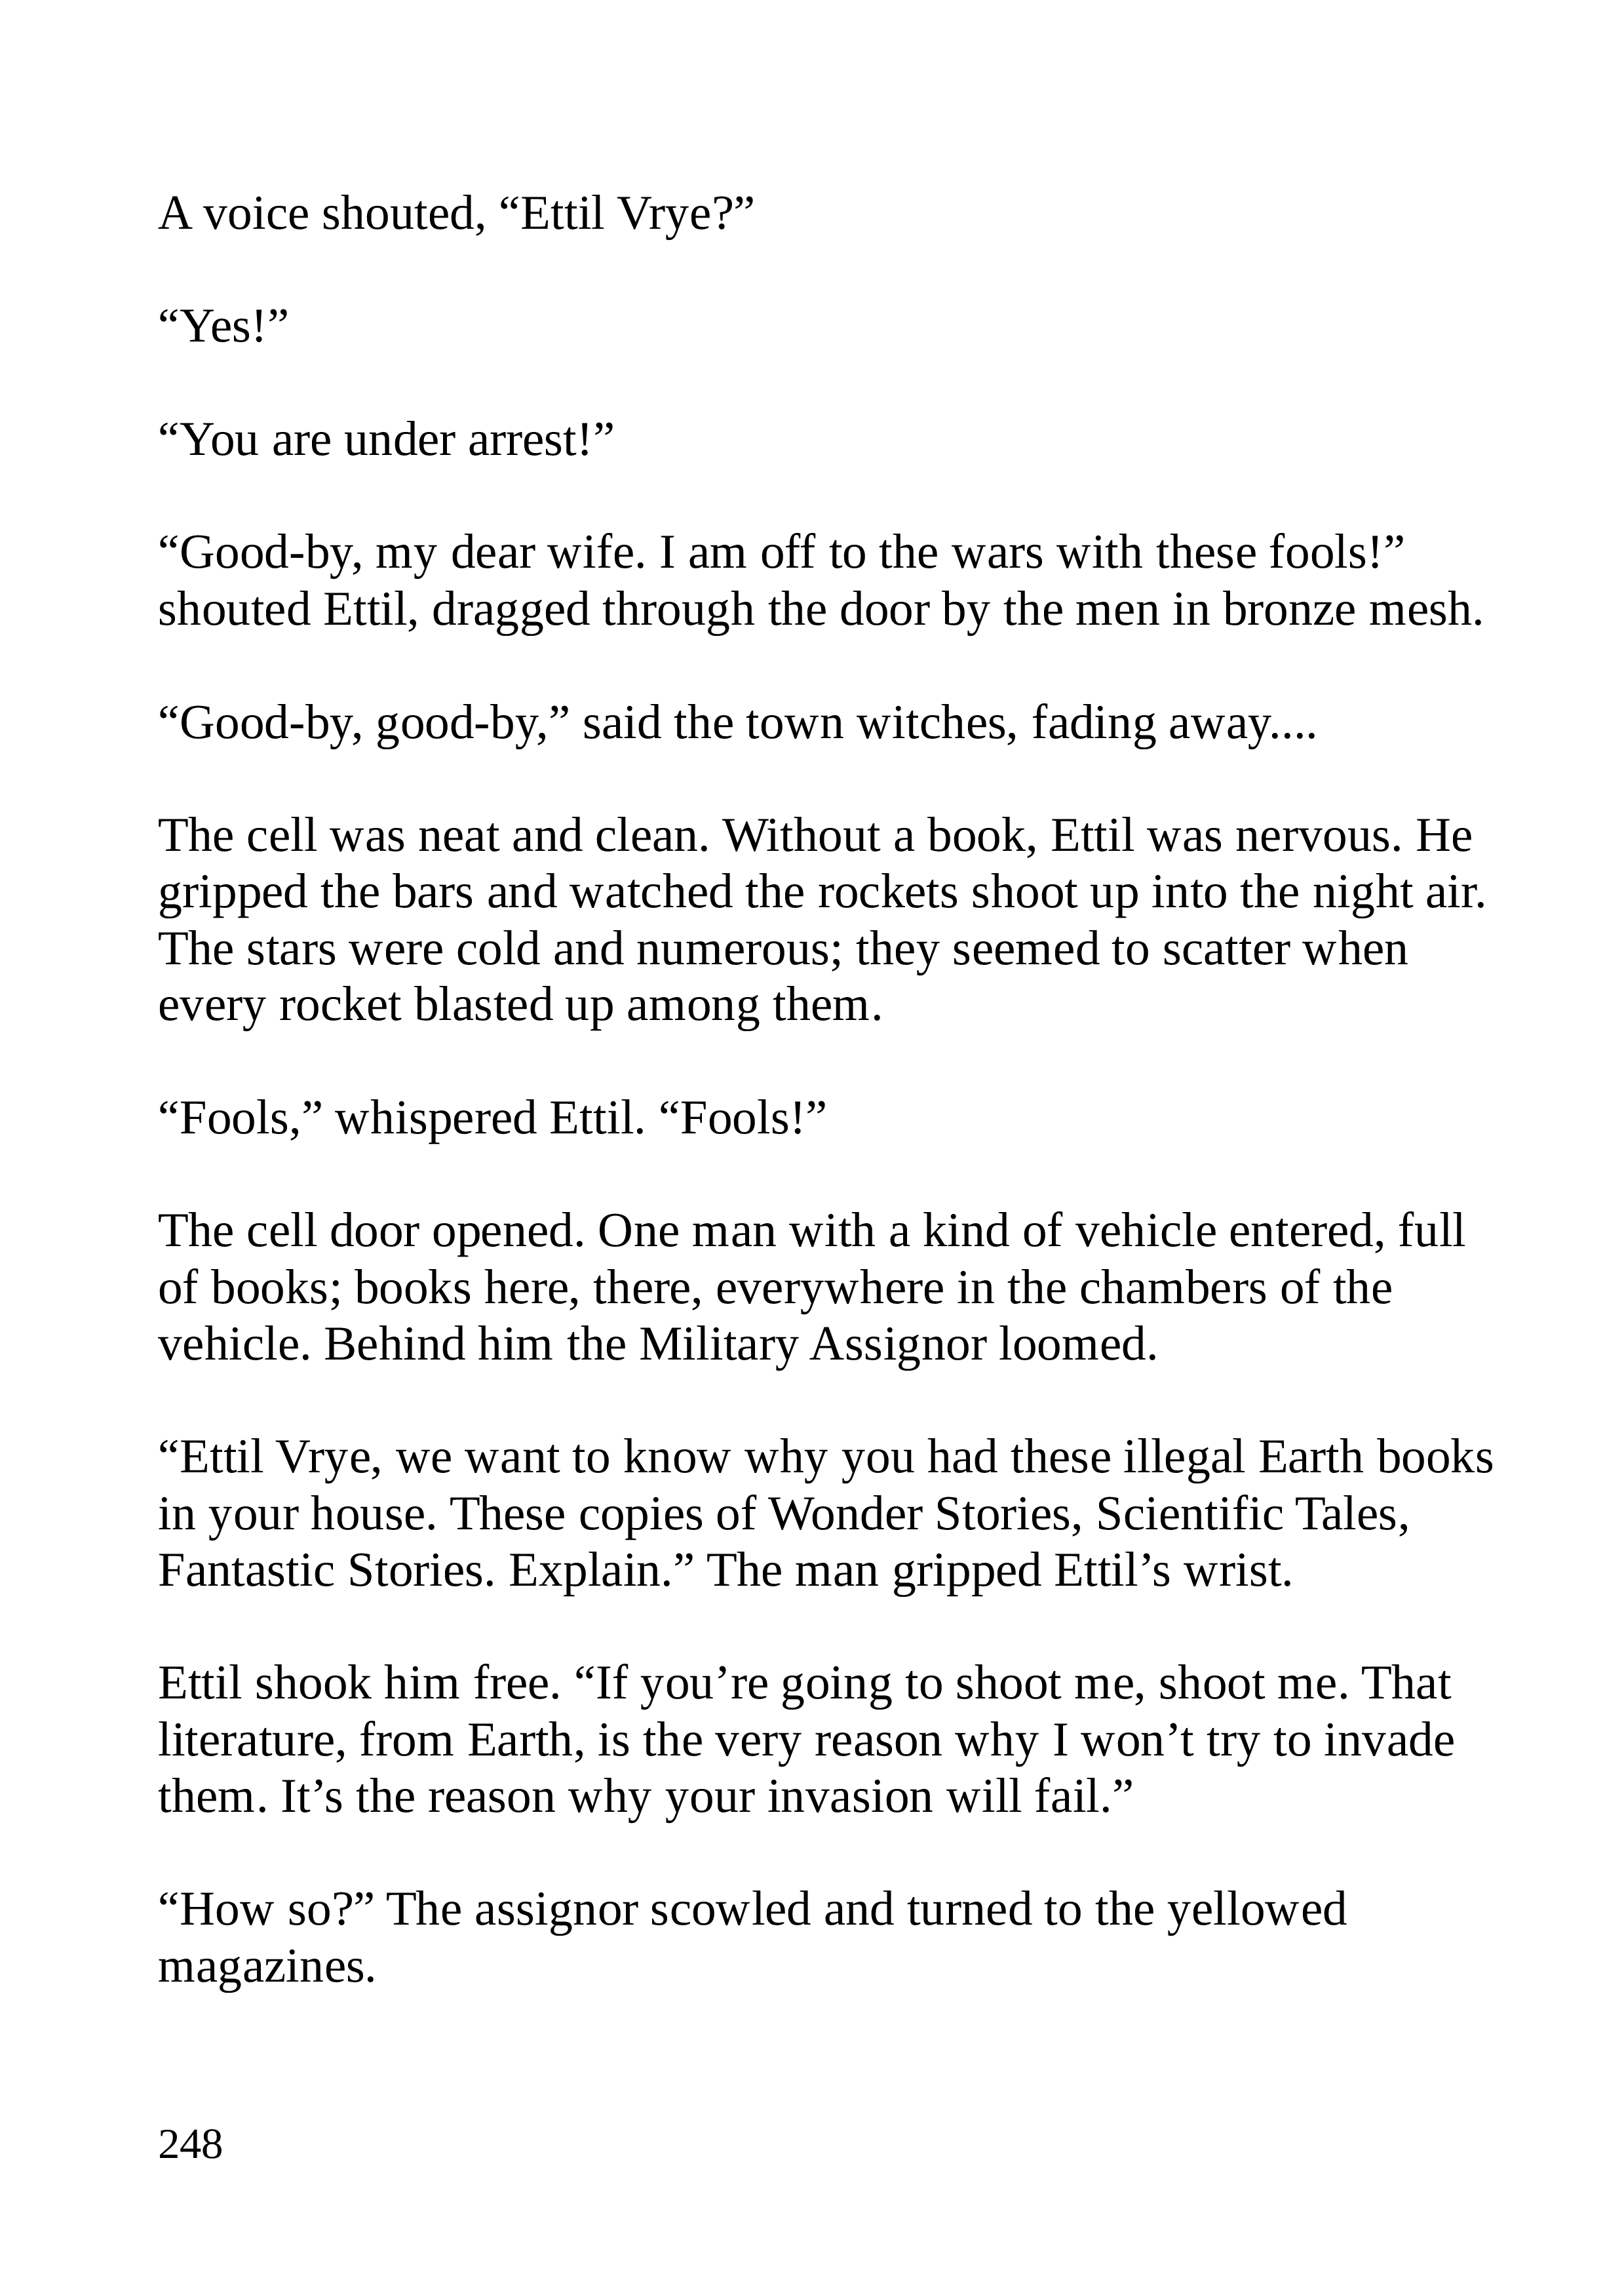 A voice shouted, “Ettil Vrye?”
“Yes!”
“You are under arrest!”
“Good-by, my dear wife. I am off to the wars with these fools!”
shouted Ettil, dragged through the door by the men in bronze mesh.
“Good-by, good-by,” said the town witches, fading away....
The cell was neat and clean. Without a book, Ettil was nervous. He
gripped the bars and watched the rockets shoot up into the night air.
The stars were cold and numerous; they seemed to scatter when
every rocket blasted up among them.
“Fools,” whispered Ettil. “Fools!”
The cell door opened. One man with a kind of vehicle entered, full
of books; books here, there, everywhere in the chambers of the
vehicle. Behind him the Military Assignor loomed.
“Ettil Vrye, we want to know why you had these illegal Earth books
in your house. These copies of Wonder Stories, Scientific Tales,
Fantastic Stories. Explain.” The man gripped Ettil’s wrist.
Ettil shook him free. “If you’re going to shoot me, shoot me. That
literature, from Earth, is the very reason why I won’t try to invade
them. It’s the reason why your invasion will fail.”
“How so?” The assignor scowled and turned to the yellowed
magazines.
248